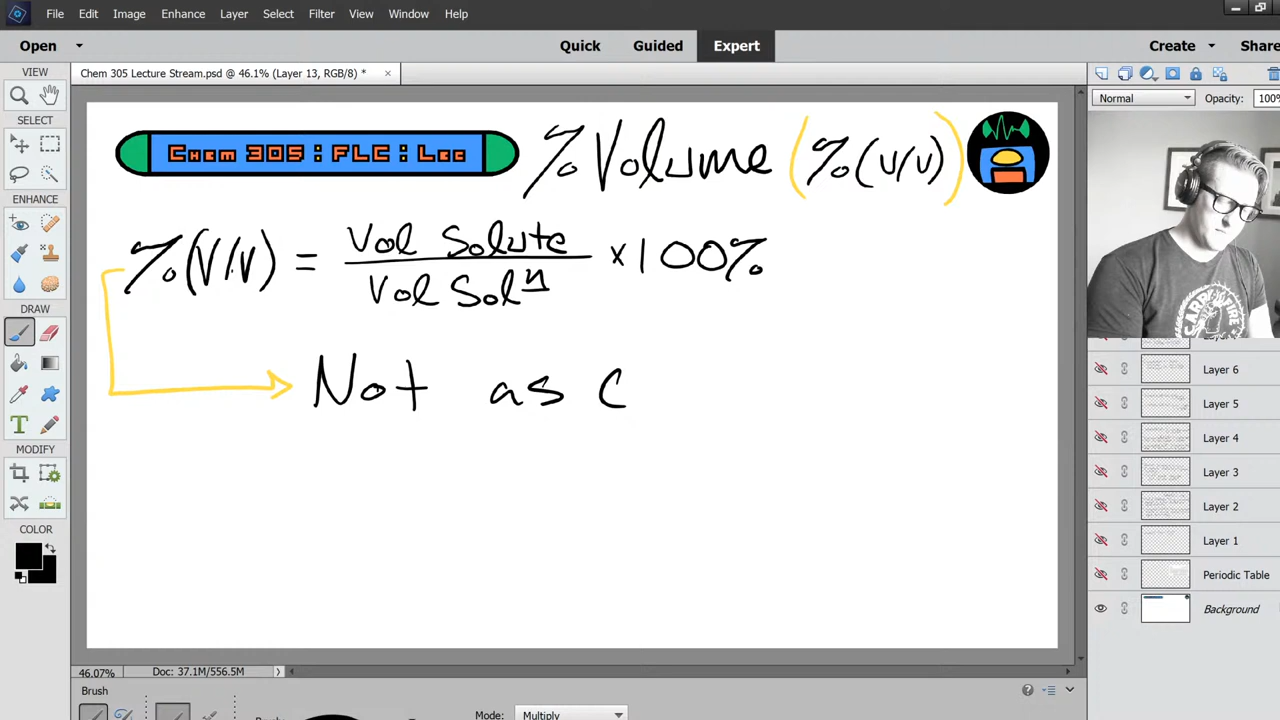 File Edit Image Enhance Layer Select Filter View Window Help
Open Quick Guided Expert Create Share
Chem 305 Lecture Stream.psd @ 46.1% (Layer 13, RGB/8) * ×
VIEW
SELECT
ENHANCE
DRAW
MODIFY
COLOR
Normal Opacity: 100%
Chem 305 : FLC : Lec
% Volume (%(v/v))
%(V/V) = Vol Solute
Vol Solⁿ
×100%
Not as c
CARRY FIRE
Layer 6
Layer 5
Layer 4
Layer 3
Layer 2
Layer 1
Periodic Table
Background
46.07% Doc: 37.1M/556.5M
Brush
Mode: Multiply